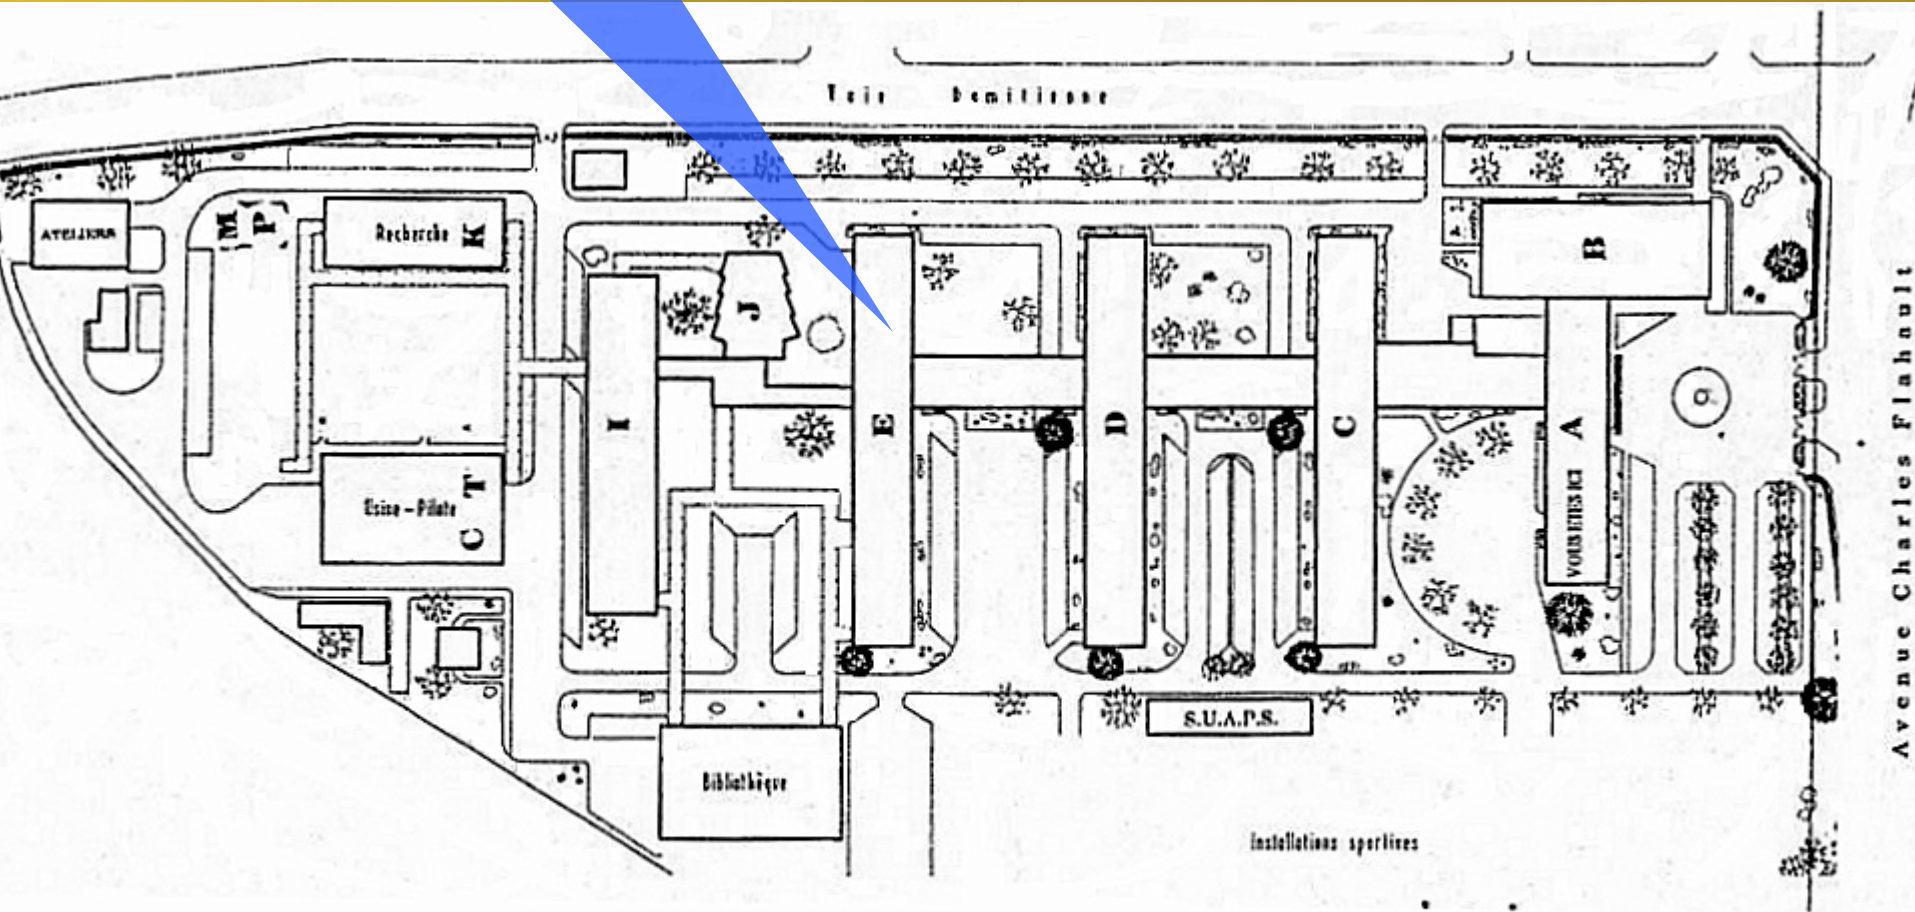 Voie Domitienne
ATELIERS
M
P
Recherche
K
J
B
I
E
D
C
A
VOUS ETES ICI
Usine-Pilote
C T
S.U.A.P.S.
Bibliothèque
Installations sportives
Avenue Charles Flahault